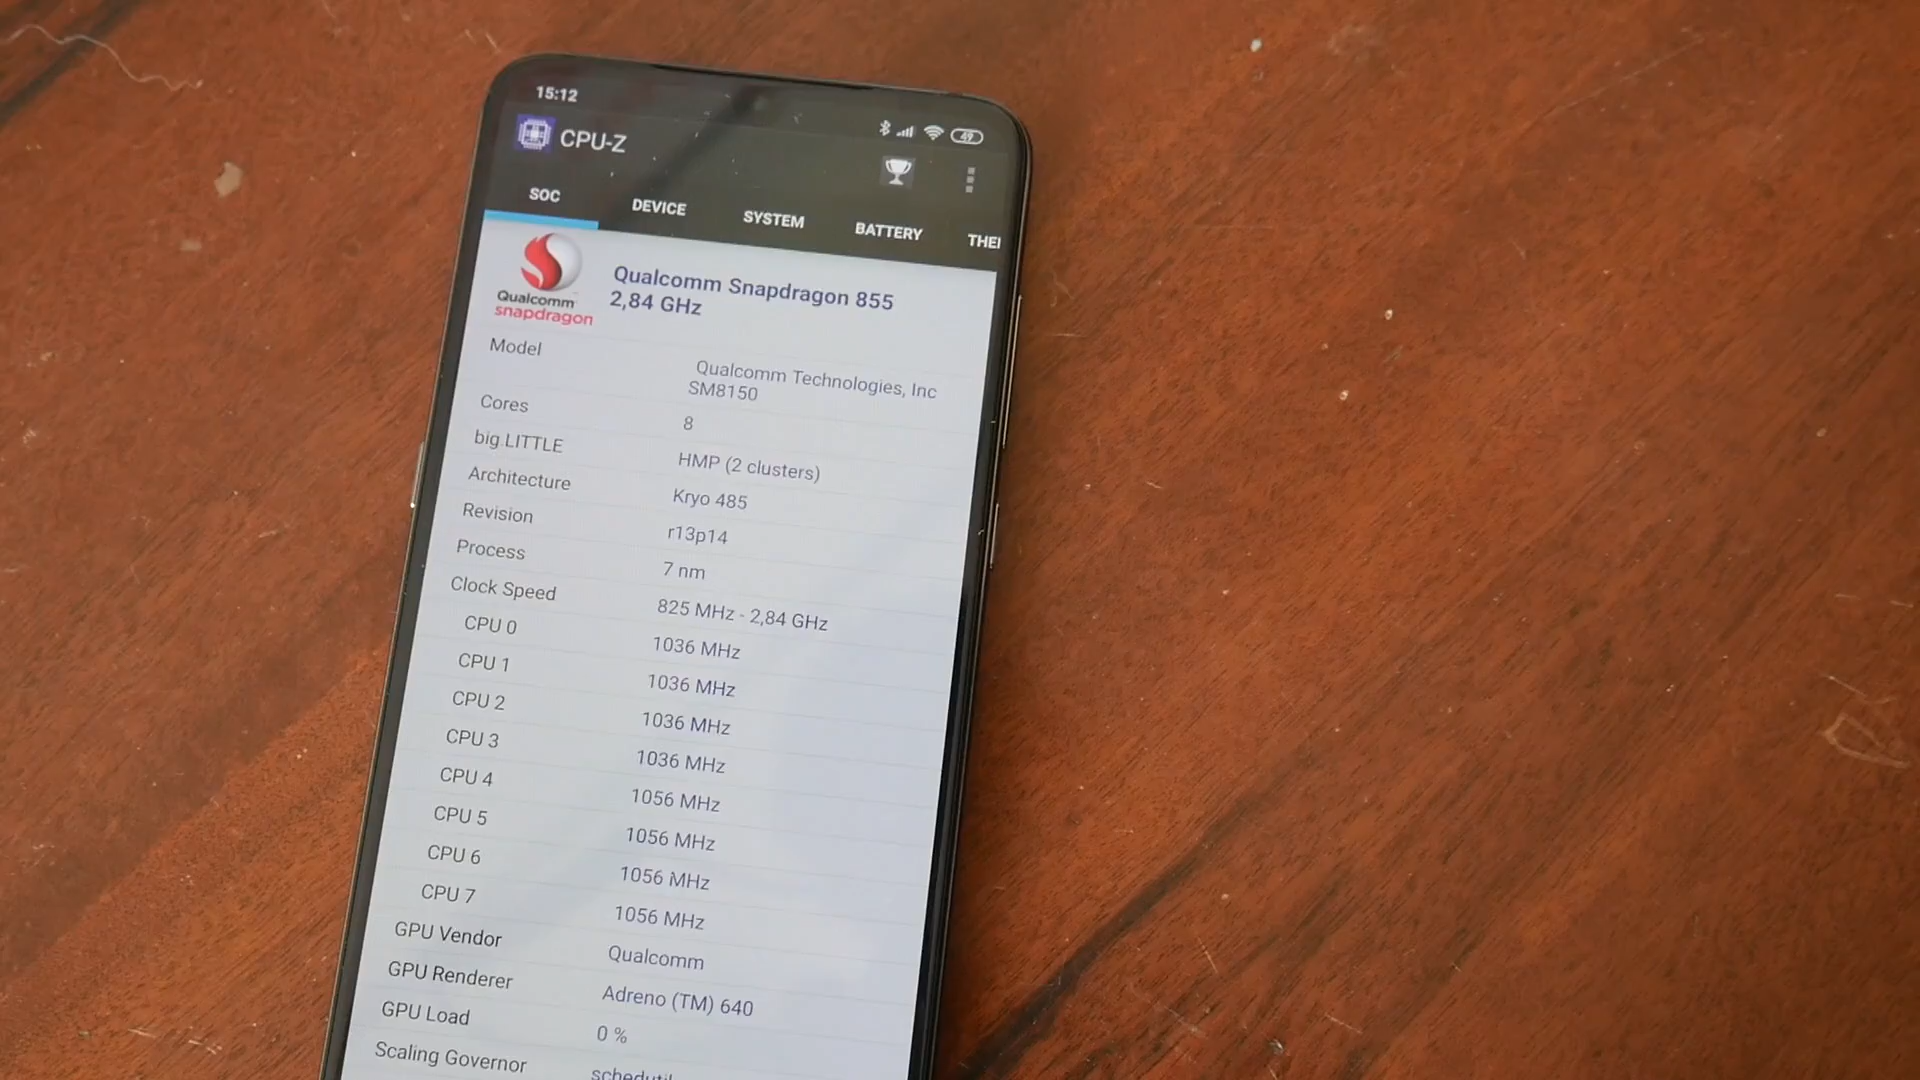 15:12
49
CPU-Z
SOC
DEVICE
SYSTEM
BATTERY
THEI
Qualcomm
snapdragon
Qualcomm Snapdragon 855
2,84 GHz
Model
Qualcomm Technologies, Inc
SM8150
Cores
8
big.LITTLE
HMP (2 clusters)
Architecture
Kryo 485
Revision
r13p14
Process
7 nm
Clock Speed
825 MHz - 2,84 GHz
CPU 0
1036 MHz
CPU 1
1036 MHz
CPU 2
1036 MHz
CPU 3
1036 MHz
CPU 4
1056 MHz
CPU 5
1056 MHz
CPU 6
1056 MHz
CPU 7
1056 MHz
GPU Vendor
Qualcomm
GPU Renderer
Adreno (TM) 640
GPU Load
0 %
Scaling Governor
schedutil